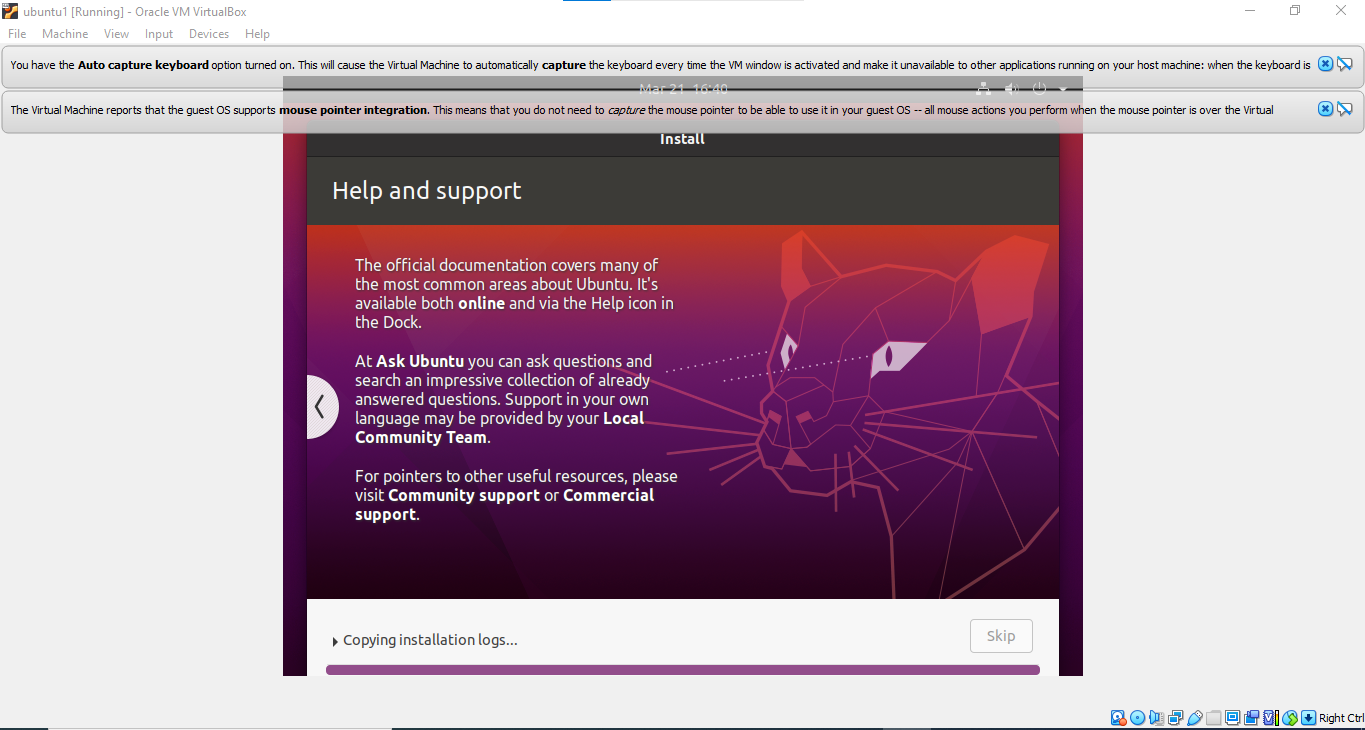 ubuntu1 [Running] - Oracle VM VirtualBox
File Machine View Input Devices Help
You have the Auto capture keyboard option turned on. This will cause the Virtual Machine to automatically capture the keyboard every time the VM window is activated and make it unavailable to other applications running on your host machine: when the keyboard is
Mar 21 16:40
The Virtual Machine reports that the guest OS supports mouse pointer integration. This means that you do not need to capture the mouse pointer to be able to use it in your guest OS -- all mouse actions you perform when the mouse pointer is over the Virtual
Install
Help and support
The official documentation covers many of
the most common areas about Ubuntu. It's
available both online and via the Help icon in
the Dock.
At Ask Ubuntu you can ask questions and
search an impressive collection of already
answered questions. Support in your own
language may be provided by your Local
Community Team.
For pointers to other useful resources, please
visit Community support or Commercial
support.
Copying installation logs...
Skip
Right Ctrl